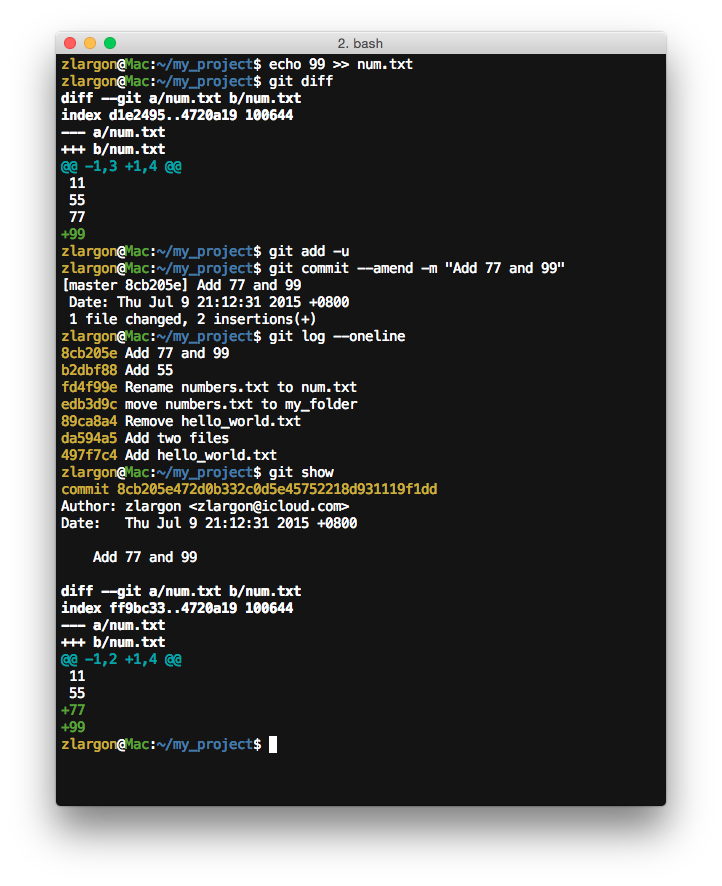 2. bash
zlargon@Mac:~/my_project$ echo 99 >> num.txt
zlargon@Mac:~/my_project$ git diff
diff --git a/num.txt b/num.txt
index d1e2495..4720a19 100644
--- a/num.txt
+++ b/num.txt
@@ -1,3 +1,4 @@
 11
 55
 77
+99
zlargon@Mac:~/my_project$ git add -u
zlargon@Mac:~/my_project$ git commit --amend -m "Add 77 and 99"
[master 8cb205e] Add 77 and 99
 Date: Thu Jul 9 21:12:31 2015 +0800
 1 file changed, 2 insertions(+)
zlargon@Mac:~/my_project$ git log --oneline
8cb205e Add 77 and 99
b2dbf88 Add 55
fd4f99e Rename numbers.txt to num.txt
edb3d9c move numbers.txt to my_folder
89ca8a4 Remove hello_world.txt
da594a5 Add two files
497f7c4 Add hello_world.txt
zlargon@Mac:~/my_project$ git show
commit 8cb205e472d0b332c0d5e45752218d931119f1dd
Author: zlargon <zlargon@icloud.com>
Date:   Thu Jul 9 21:12:31 2015 +0800
    Add 77 and 99
diff --git a/num.txt b/num.txt
index ff9bc33..4720a19 100644
--- a/num.txt
+++ b/num.txt
@@ -1,2 +1,4 @@
 11
 55
+77
+99
zlargon@Mac:~/my_project$